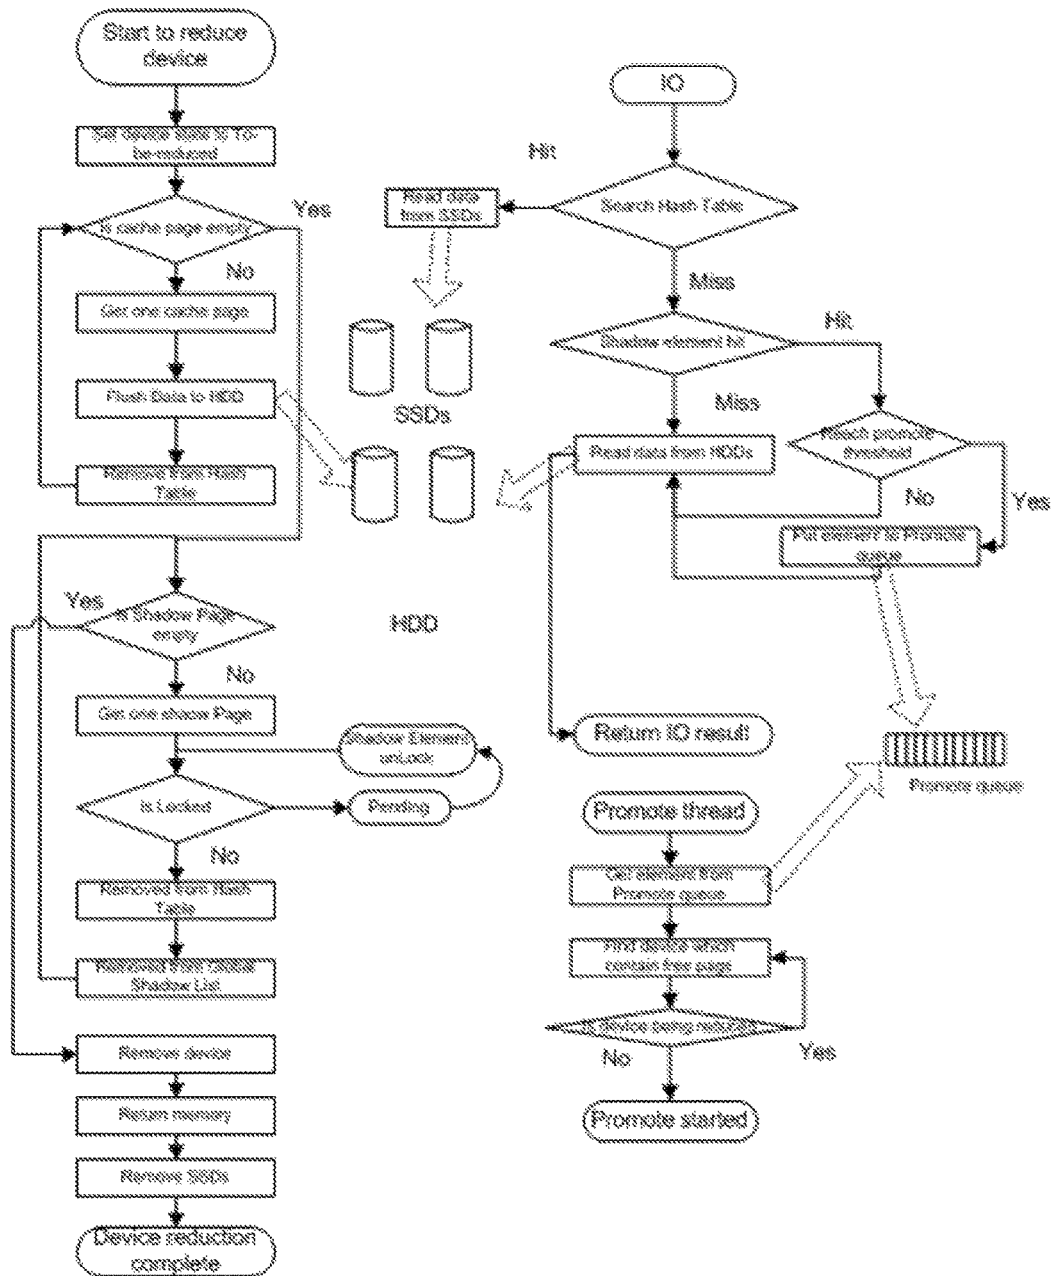 Start to reduce
device
Set device state to To-
be-reduced
Is cache page empty
Yes
No
Get one cache page
Flush Data to HDD
Remove from Hash
Table
Yes
Is Shadow Page
empty
No
Get one shadow Page
Shadow Element
unLock
Is Locked
Pending
No
Removed from Hash
Table
Removed from Global
Shadow List
Remove device
Return memory
Remove SSDs
Device reduction
complete
IO
Hit
Search Hash Table
Read data
from SSDs
Miss
Shadow element hit
Hit
Miss
SSDs
Read data from HDDs
Reach promote
threshold
No
Yes
Put element to Promote
queue
HDD
Return IO result
Promote queue
Promote thread
Get element from
Promote queue
Find device which
contain free page
Is device being reduced
No
Yes
Promote started